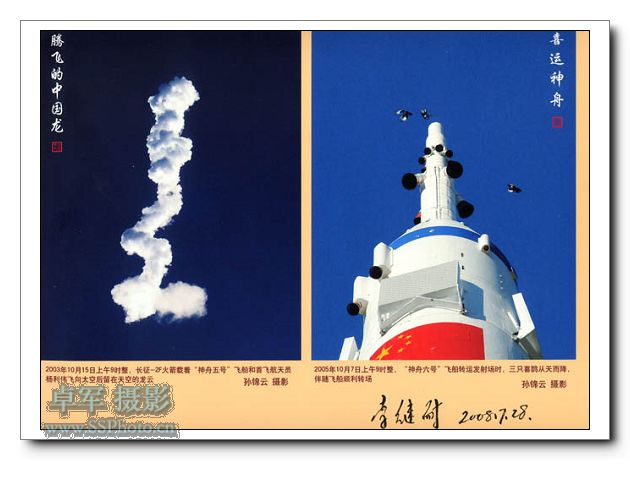 腾飞的中国龙
喜运神舟
2003年10月15日上午9时整，长征-2F火箭载着“神舟五号”飞船和首飞航天员
杨利伟飞向太空后留在天空的龙云
孙锦云 摄影
2005年10月7日上午9时整，“神舟六号”飞船转运发射场时，三只喜鹊从天而降，
伴随飞船顺利转场
孙锦云 摄影
卓军 摄影
www.SSPhoto.cn
李继耐 2008.7.28.